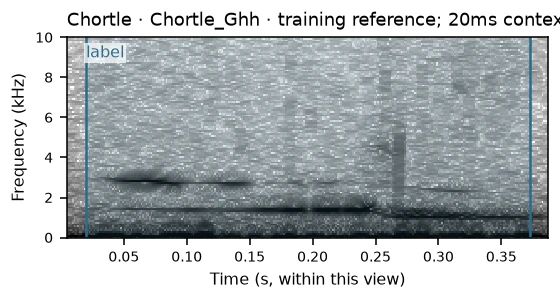 Chortle · Chortle_Ghh · training reference; 20ms contex
label
10
8
6
4
2
0
Frequency (kHz)
0.05 0.10 0.15 0.20 0.25 0.30 0.35
Time (s, within this view)